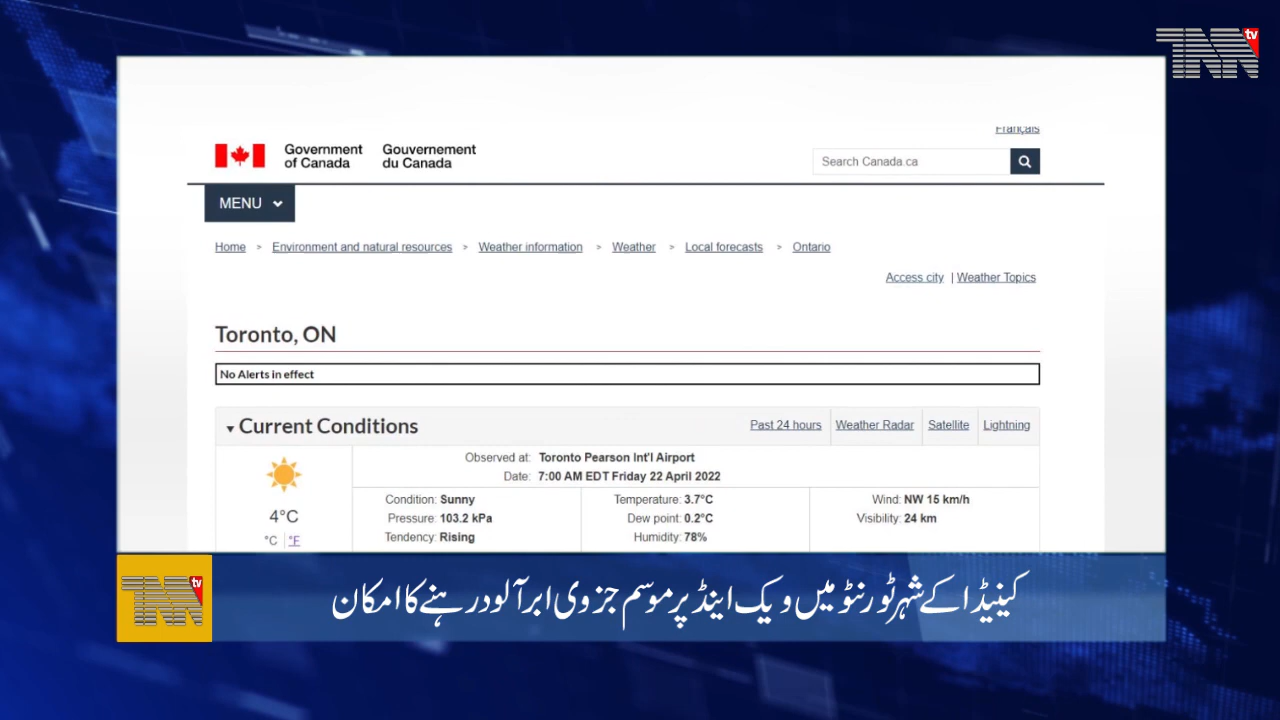 TNN tv
Français
Government of Canada
Gouvernement du Canada
Search Canada.ca
MENU
Home > Environment and natural resources > Weather information > Weather > Local forecasts > Ontario
Access city | Weather Topics
Toronto, ON
No Alerts in effect
Current Conditions
Past 24 hours
Weather Radar
Satellite
Lightning
Observed at: Toronto Pearson Int'l Airport
Date: 7:00 AM EDT Friday 22 April 2022
4°C
°C | °F
Condition: Sunny
Pressure: 103.2 kPa
Tendency: Rising
Temperature: 3.7°C
Dew point: 0.2°C
Humidity: 78%
Wind: NW 15 km/h
Visibility: 24 km
TNN tv
کینیڈا کے شہر ٹورنٹو میں ویک اینڈ پر موسم جزوی ابر آلود رہنے کا امکان